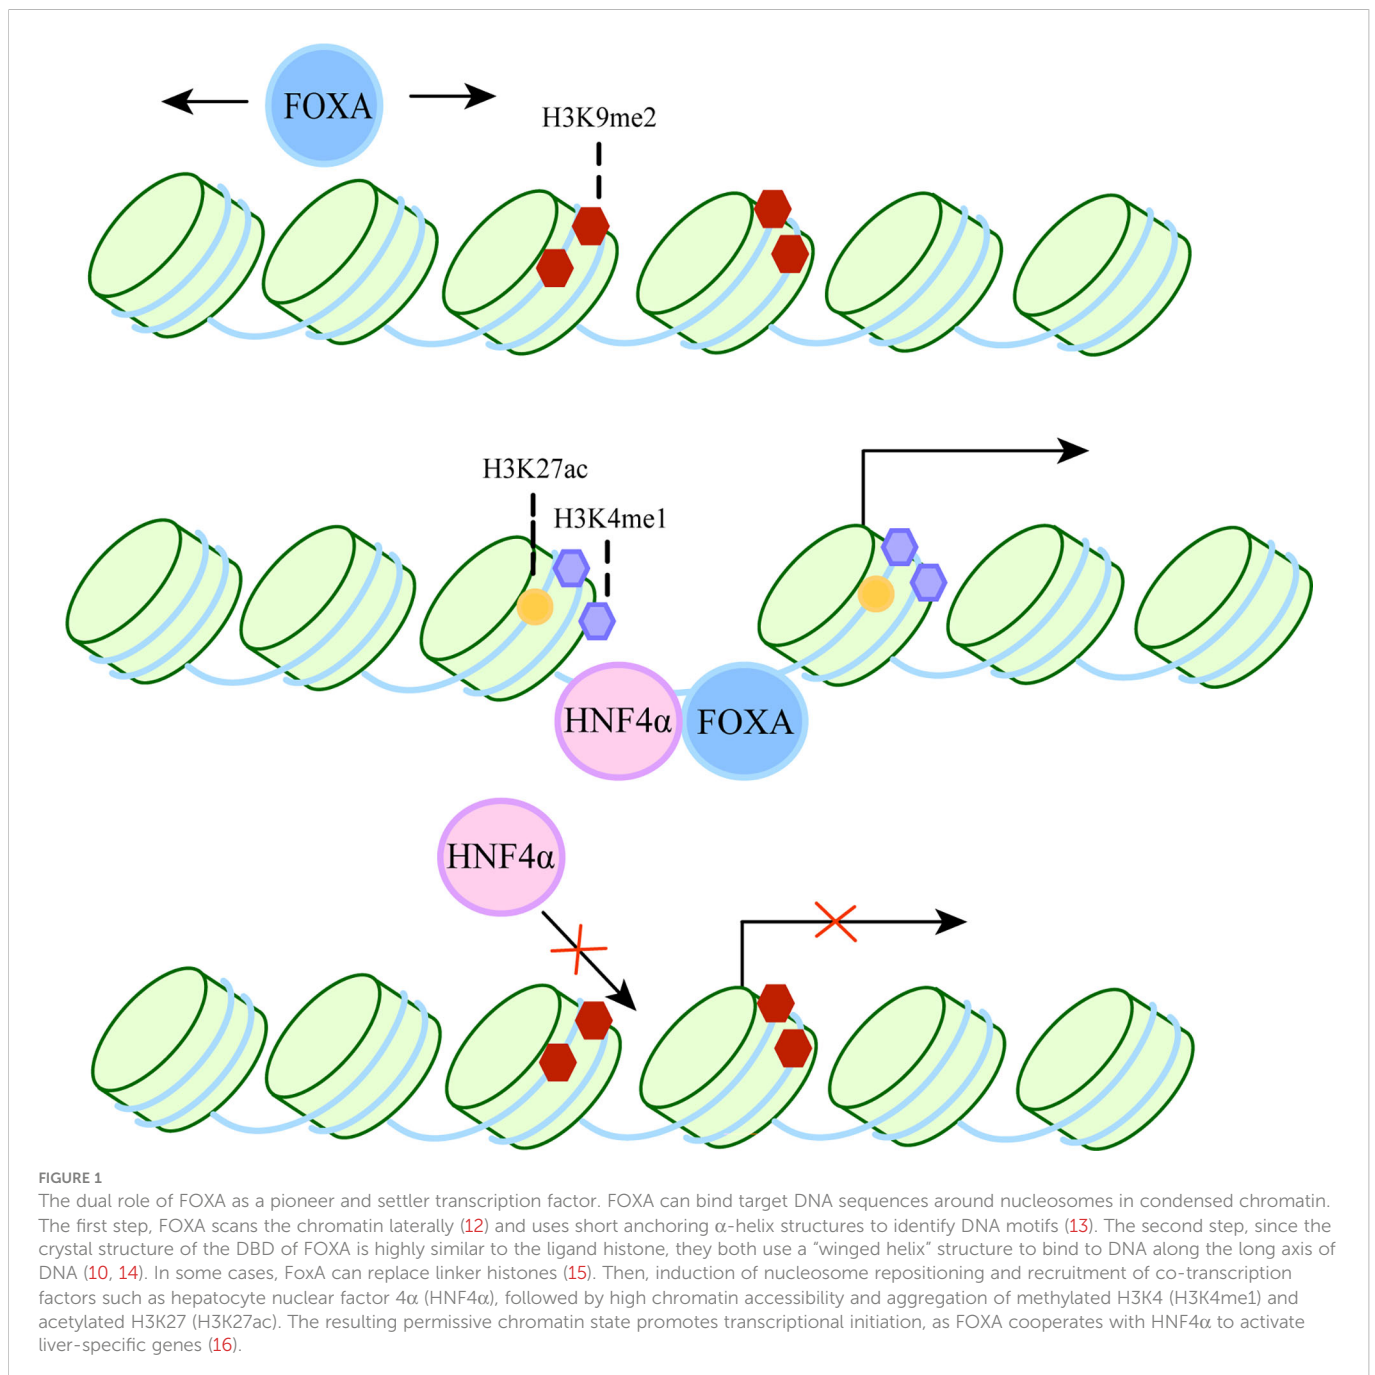 FOXA
H3K9me2
H3K27ac
H3K4me1
HNF4α
FOXA
HNF4α
FIGURE 1
The dual role of FOXA as a pioneer and settler transcription factor. FOXA can bind target DNA sequences around nucleosomes in condensed chromatin.
The first step, FOXA scans the chromatin laterally (12) and uses short anchoring α-helix structures to identify DNA motifs (13). The second step, since the
crystal structure of the DBD of FOXA is highly similar to the ligand histone, they both use a “winged helix” structure to bind to DNA along the long axis of
DNA (10, 14). In some cases, FoxA can replace linker histones (15). Then, induction of nucleosome repositioning and recruitment of co-transcription
factors such as hepatocyte nuclear factor 4α (HNF4α), followed by high chromatin accessibility and aggregation of methylated H3K4 (H3K4me1) and
acetylated H3K27 (H3K27ac). The resulting permissive chromatin state promotes transcriptional initiation, as FOXA cooperates with HNF4α to activate
liver-specific genes (16).